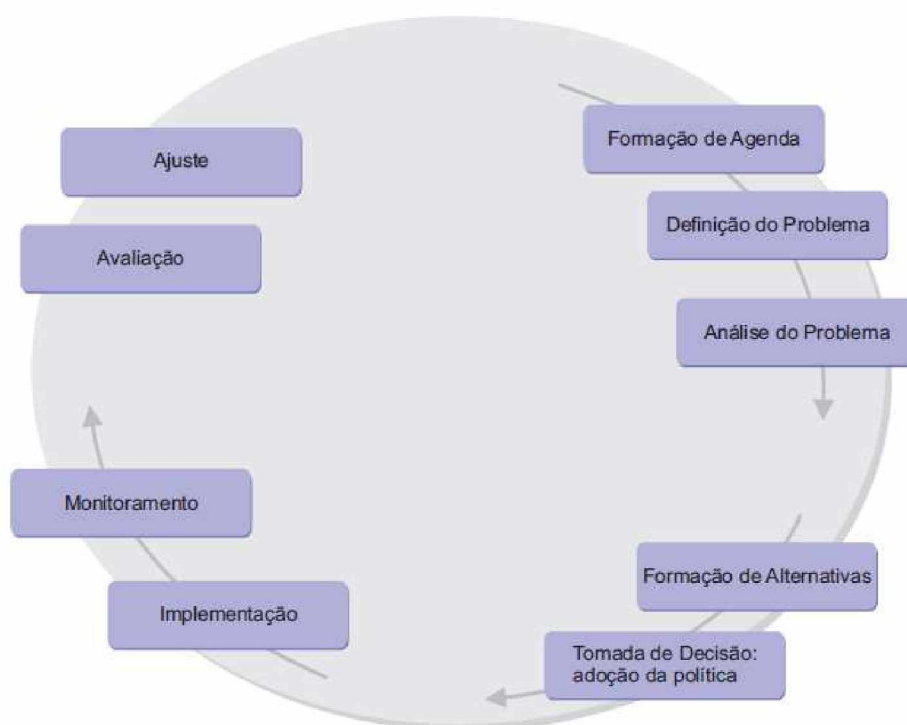 Formação de Agenda
Definição do Problema
Análise do Problema
Formação de Alternativas
Tomada de Decisão:
adoção da política
Implementação
Monitoramento
Avaliação
Ajuste